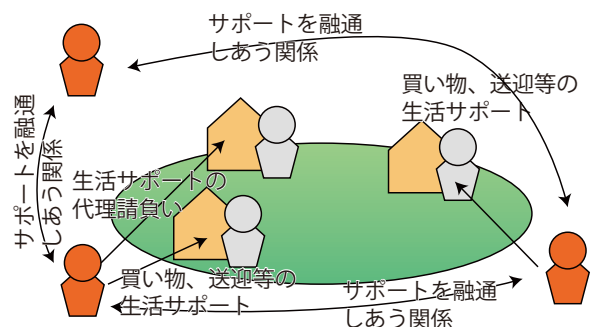 サポートを融通
しあう関係
買い物、送迎等の
生活サポート
サポートを融通
しあう関係
生活サポートの
代理請負い
買い物、送迎等の
生活サポート
サポートを融通
しあう関係